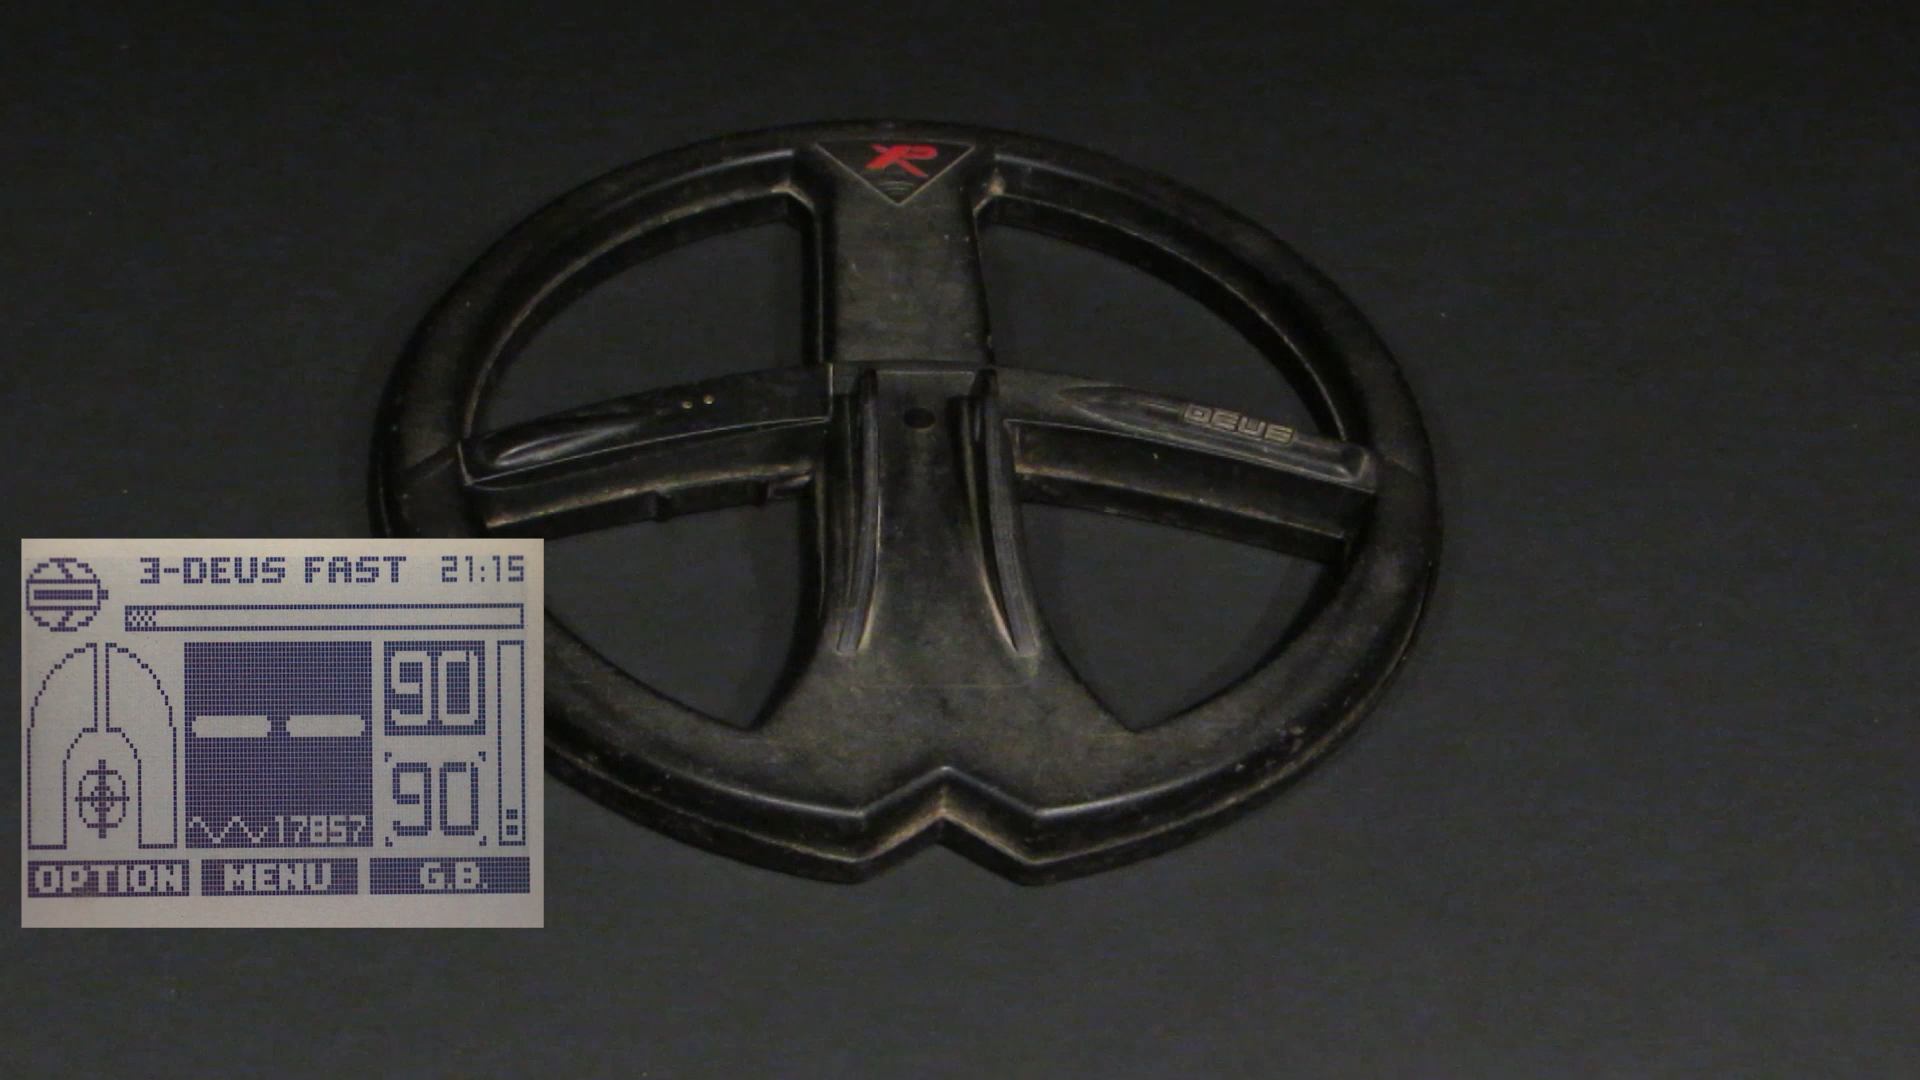 XP
DEUS
3-DEUS FAST 21:15
-- 90
90
17857 8
OPTION MENU G.B.